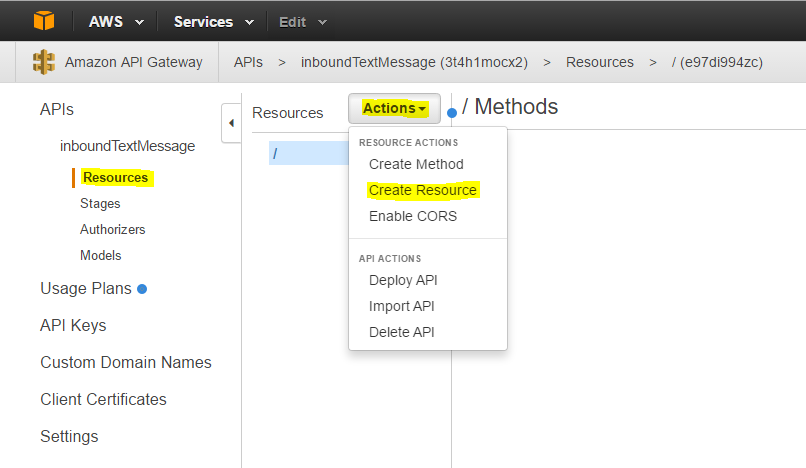 AWS Services Edit
Amazon API Gateway APIs > inboundTextMessage (3t4h1mocx2) > Resources > / (e97di994zc)
APIs
inboundTextMessage
Resources
Stages
Authorizers
Models
Usage Plans
API Keys
Custom Domain Names
Client Certificates
Settings
Resources
Actions
/
RESOURCE ACTIONS
Create Method
Create Resource
Enable CORS
API ACTIONS
Deploy API
Import API
Delete API
/ Methods